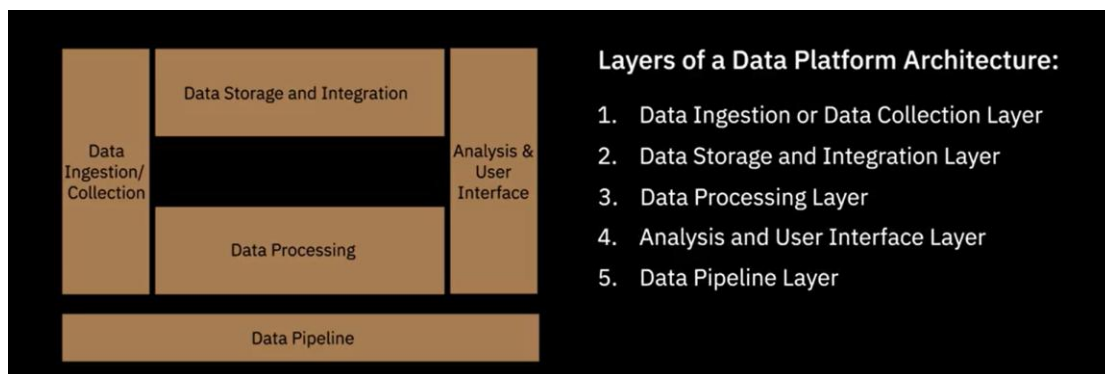 Data
Ingestion/
Collection
Data Storage and Integration
Data Processing
Analysis &
User
Interface
Data Pipeline
Layers of a Data Platform Architecture:
1. Data Ingestion or Data Collection Layer
2. Data Storage and Integration Layer
3. Data Processing Layer
4. Analysis and User Interface Layer
5. Data Pipeline Layer